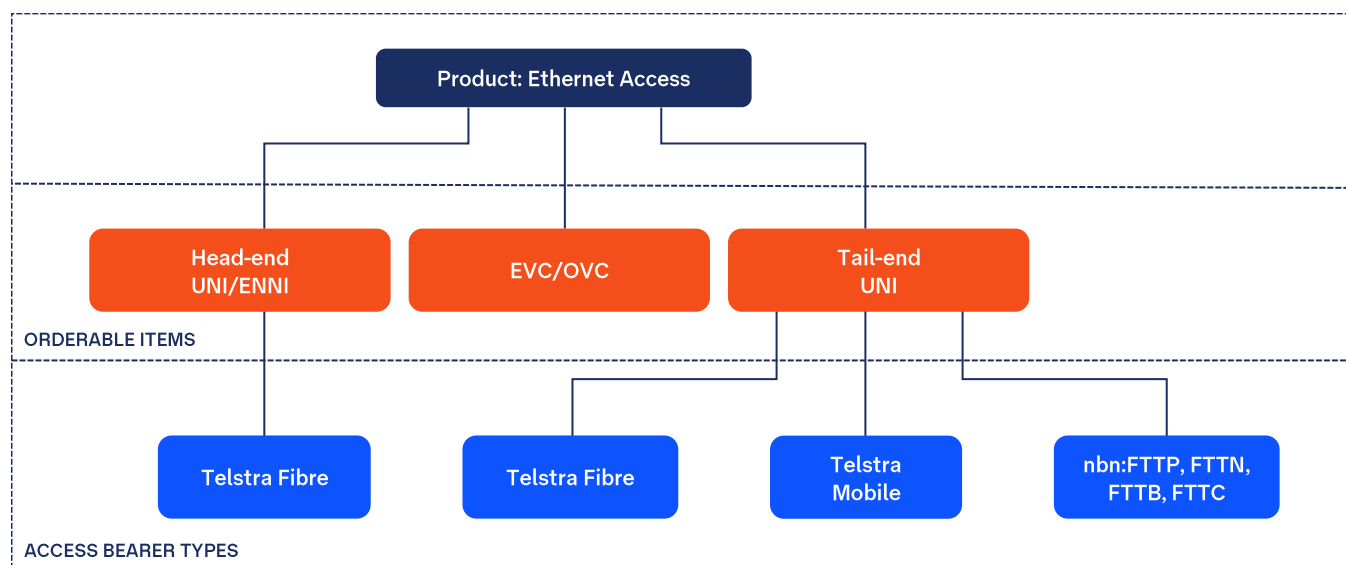 Product: Ethernet Access
Head-end
UNI/ENNI
EVC/OVC
Tail-end
UNI
ORDERABLE ITEMS
Telstra Fibre
Telstra Fibre
Telstra
Mobile
nbn:FTTP, FTTN,
FTTB, FTTC
ACCESS BEARER TYPES